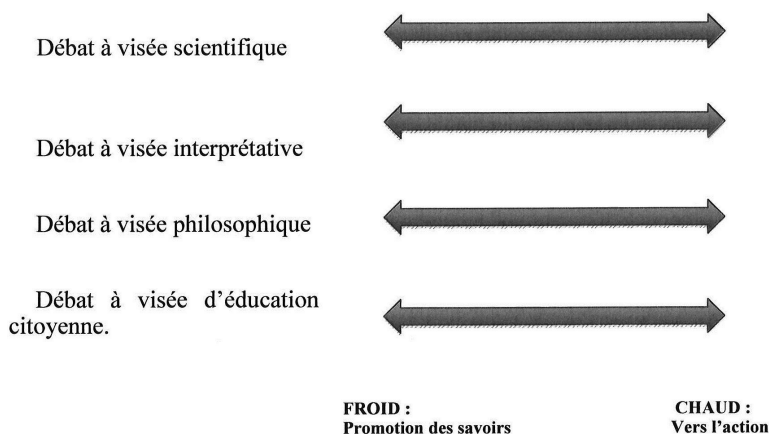 Débat à visée scientifique
Débat à visée interprétative
Débat à visée philosophique
Débat à visée d'éducation
citoyenne.
FROID :
Promotion des savoirs
CHAUD :
Vers l'action